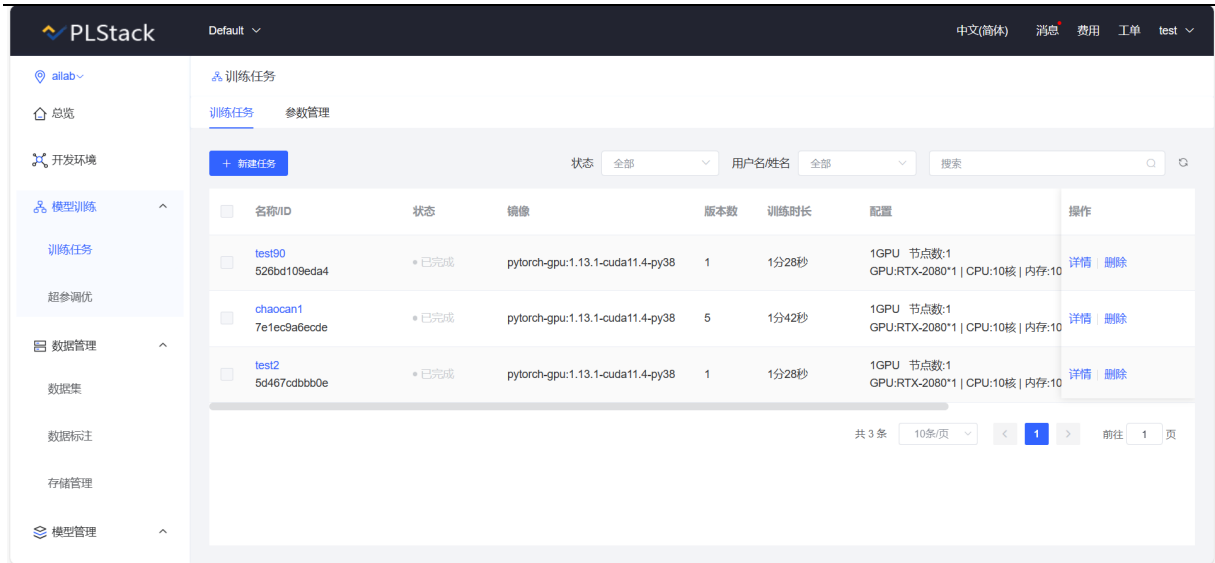 PLStack
Default
中文(简体) 消息 费用 工单 test
ailab
总览
开发环境
模型训练
训练任务
超参调优
数据管理
数据集
数据标注
存储管理
模型管理
训练任务
训练任务 参数管理
+ 新建任务 状态 全部 用户名/姓名 全部 搜索
名称/ID 状态 镜像 版本数 训练时长 配置 操作
test90
526bd109eda4
已完成 pytorch-gpu:1.13.1-cuda11.4-py38 1 1分28秒
1GPU 节点数:1
GPU:RTX-2080*1 | CPU:10核 | 内存:10
详情 删除
chaocan1
7e1ec9a6ecde
已完成 pytorch-gpu:1.13.1-cuda11.4-py38 5 1分42秒
1GPU 节点数:1
GPU:RTX-2080*1 | CPU:10核 | 内存:10
详情 删除
test2
5d467cdbbb0e
已完成 pytorch-gpu:1.13.1-cuda11.4-py38 1 1分28秒
1GPU 节点数:1
GPU:RTX-2080*1 | CPU:10核 | 内存:10
详情 删除
共 3 条 10条/页 < 1 > 前往 1 页